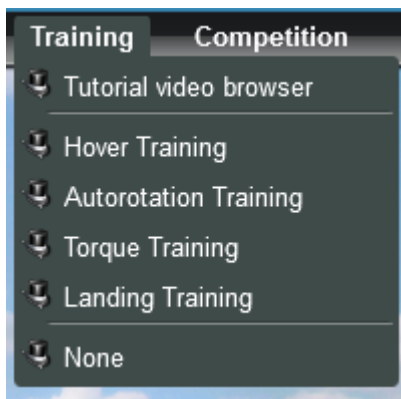 Training Competition
Tutorial video browser
Hover Training
Autorotation Training
Torque Training
Landing Training
None